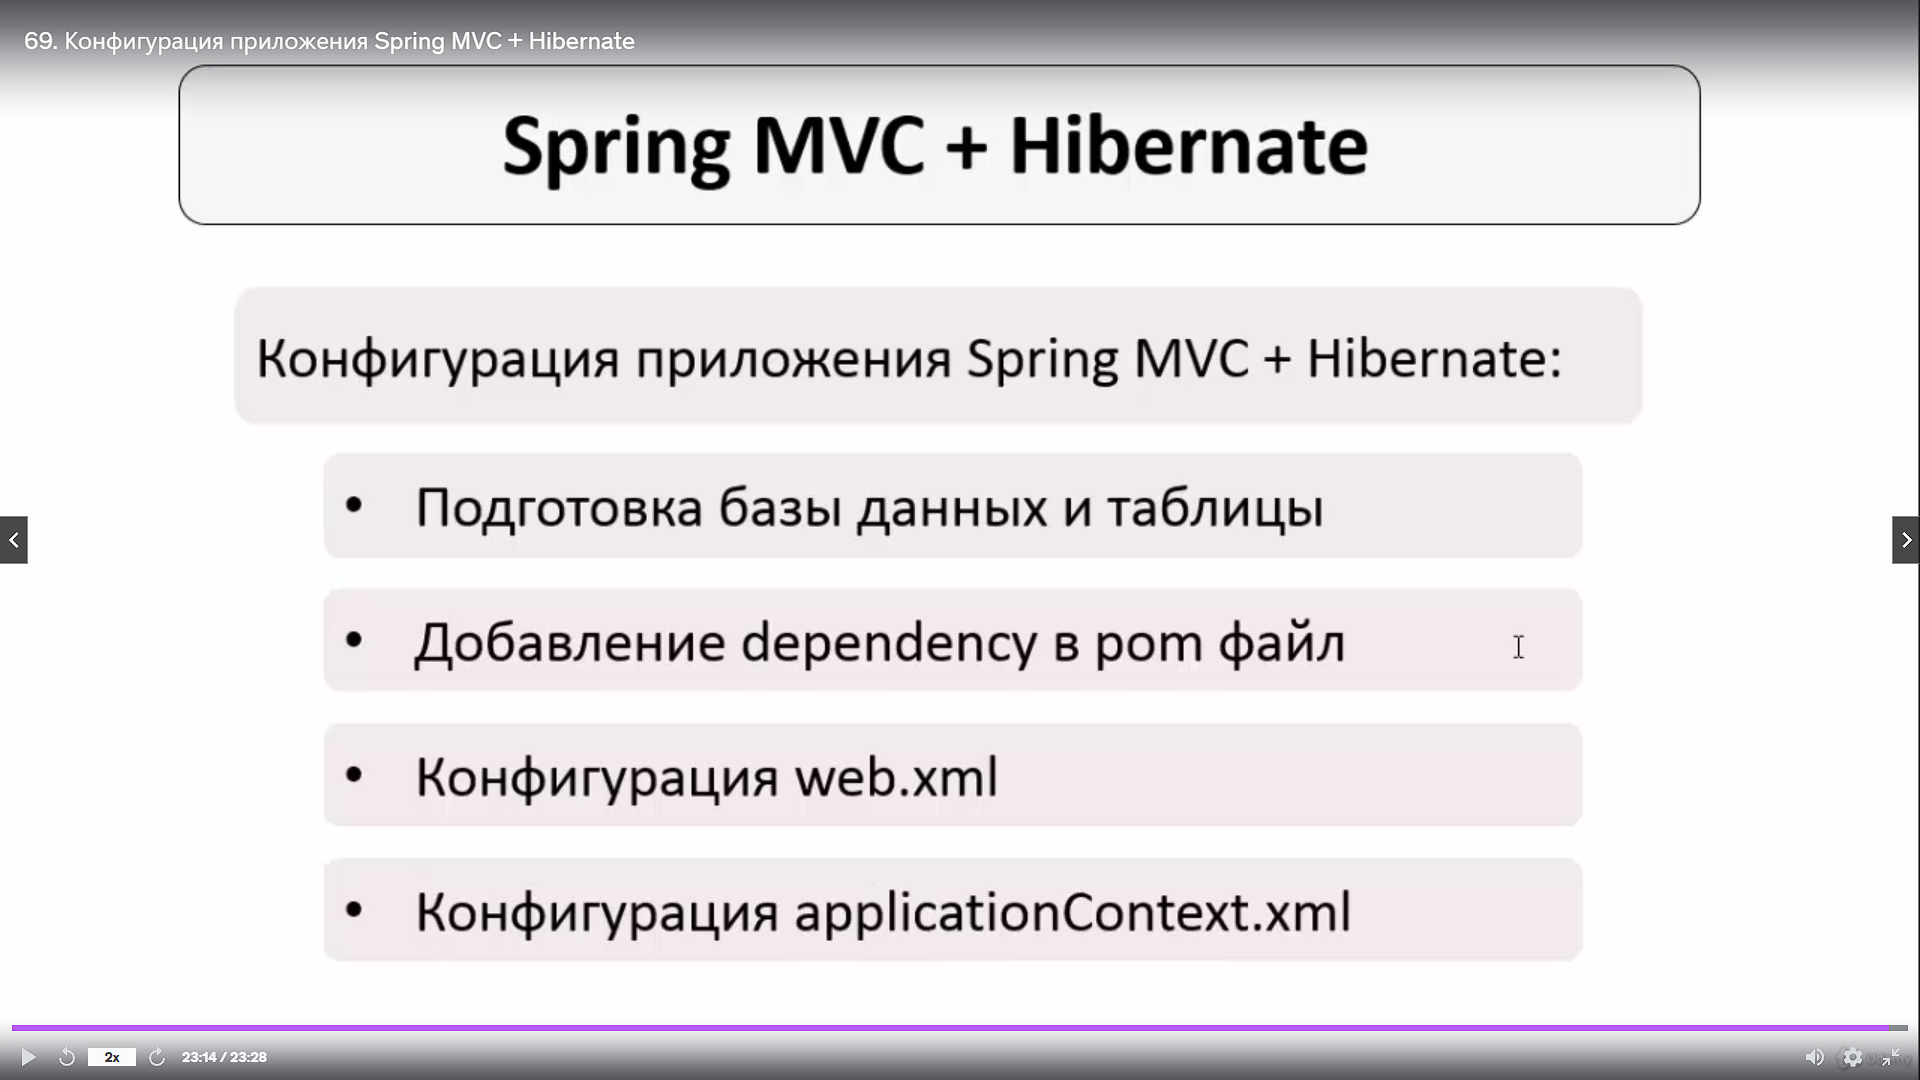 69. Конфигурация приложения Spring MVC + Hibernate
Spring MVC + Hibernate
Конфигурация приложения Spring MVC + Hibernate:
• Подготовка базы данных и таблицы
• Добавление dependency в pom файл
• Конфигурация web.xml
• Конфигурация applicationContext.xml
2x
23:14 / 23:28